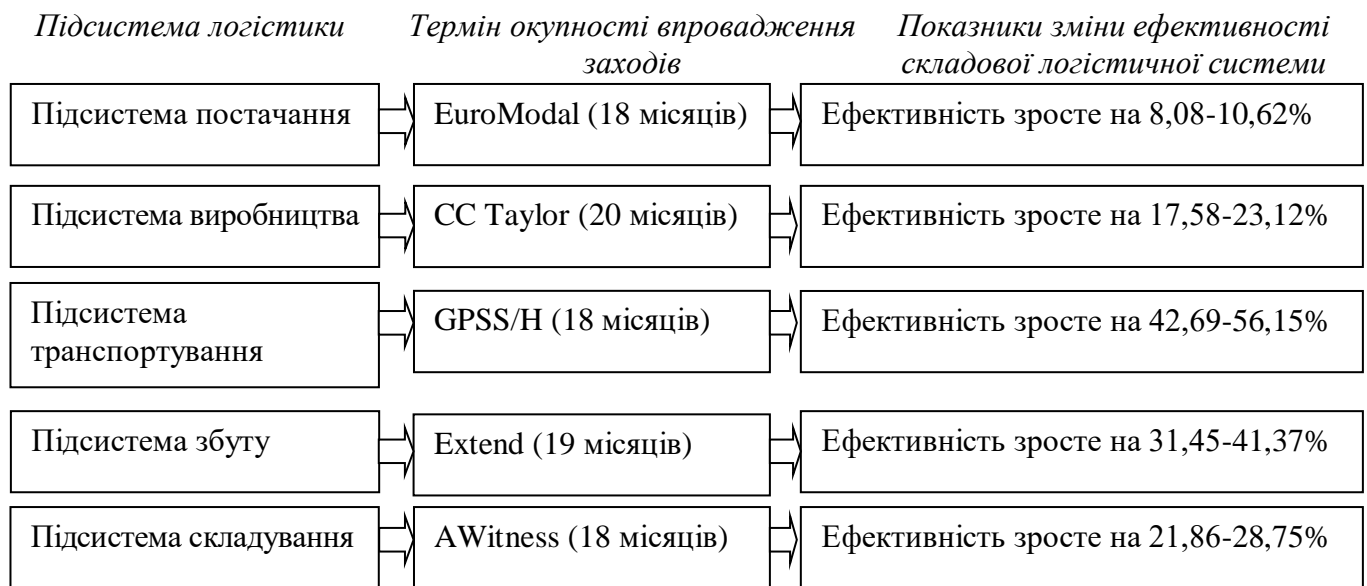 Підсистема логістики
Термін окупності впровадження
заходів
Показники зміни ефективності
складової логістичної системи
Підсистема постачання
EuroModal (18 місяців)
Ефективність зросте на 8,08-10,62%
Підсистема виробництва
CC Taylor (20 місяців)
Ефективність зросте на 17,58-23,12%
Підсистема
транспортування
GPSS/H (18 місяців)
Ефективність зросте на 42,69-56,15%
Підсистема збуту
Extend (19 місяців)
Ефективність зросте на 31,45-41,37%
Підсистема складування
AWitness (18 місяців)
Ефективність зросте на 21,86-28,75%